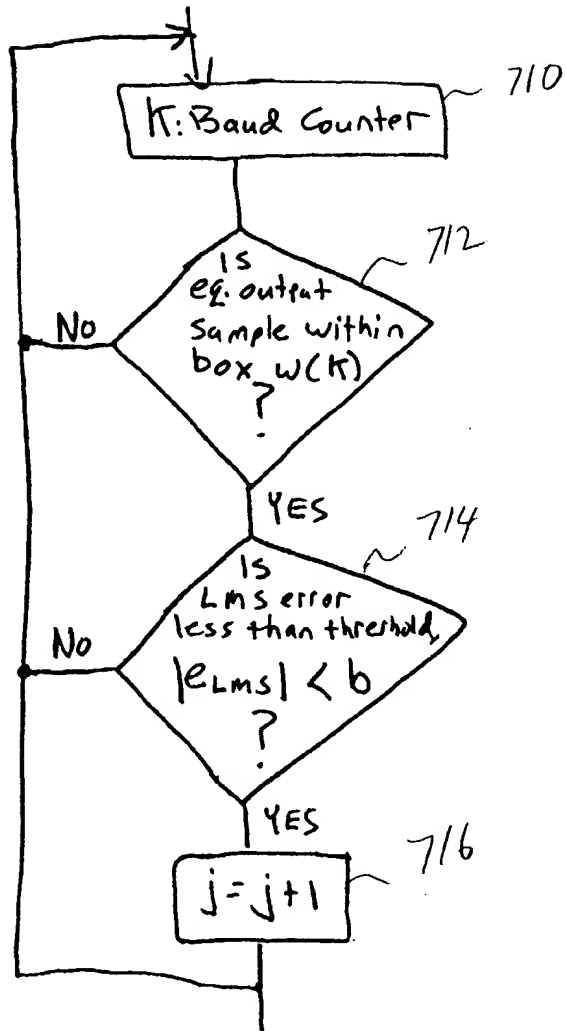 710
K: Baud Counter
712
Is
eq. output
sample within
box w(K)
?
No
YES
714
Is
Lms error
less than threshold,
|eLms| < b
?
No
YES
716
j = j + 1